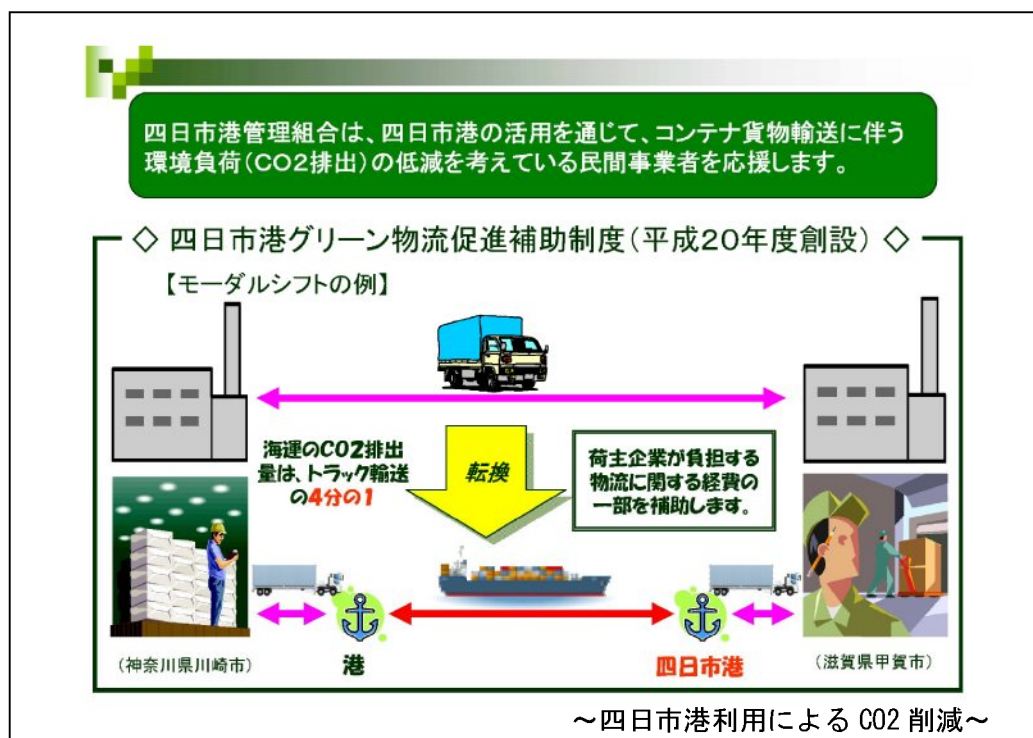 四日市港管理組合は、四日市港の活用を通じて、コンテナ貨物輸送に伴う
環境負荷(CO2排出)の低減を考えている民間事業者を応援します。
◇ 四日市港グリーン物流促進補助制度(平成20年度創設) ◇
【モーダルシフトの例】
海運のCO2排出
量は、トラック輸送
の4分の1
転換
荷主企業が負担する
物流に関する経費の
一部を補助します。
(神奈川県川崎市)
港
四日市港
(滋賀県甲賀市)
～四日市港利用による CO2 削減～